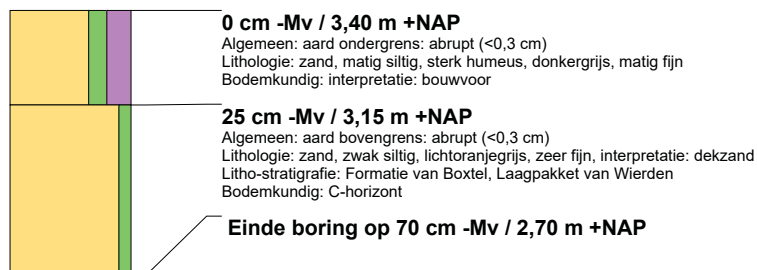 0 cm -Mv / 3,40 m +NAP
Algemeen: aard ondergrens: abrupt (<0,3 cm)
Lithologie: zand, matig siltig, sterk humeus, donkergrijs, matig fijn
Bodemkundig: interpretatie: bouwvoor
25 cm -Mv / 3,15 m +NAP
Algemeen: aard bovengrens: abrupt (<0,3 cm)
Lithologie: zand, zwak siltig, lichtoranjegrijs, zeer fijn, interpretatie: dekzand
Litho-stratigrafie: Formatie van Boxtel, Laagpakket van Wierden
Bodemkundig: C-horizont
Einde boring op 70 cm -Mv / 2,70 m +NAP